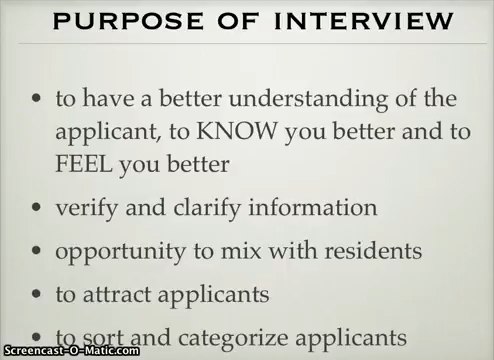 PURPOSE OF INTERVIEW
• to have a better understanding of the
applicant, to KNOW you better and to
FEEL you better
• verify and clarify information
• opportunity to mix with residents
• to attract applicants
• to sort and categorize applicants
Screencast-O-Matic.com